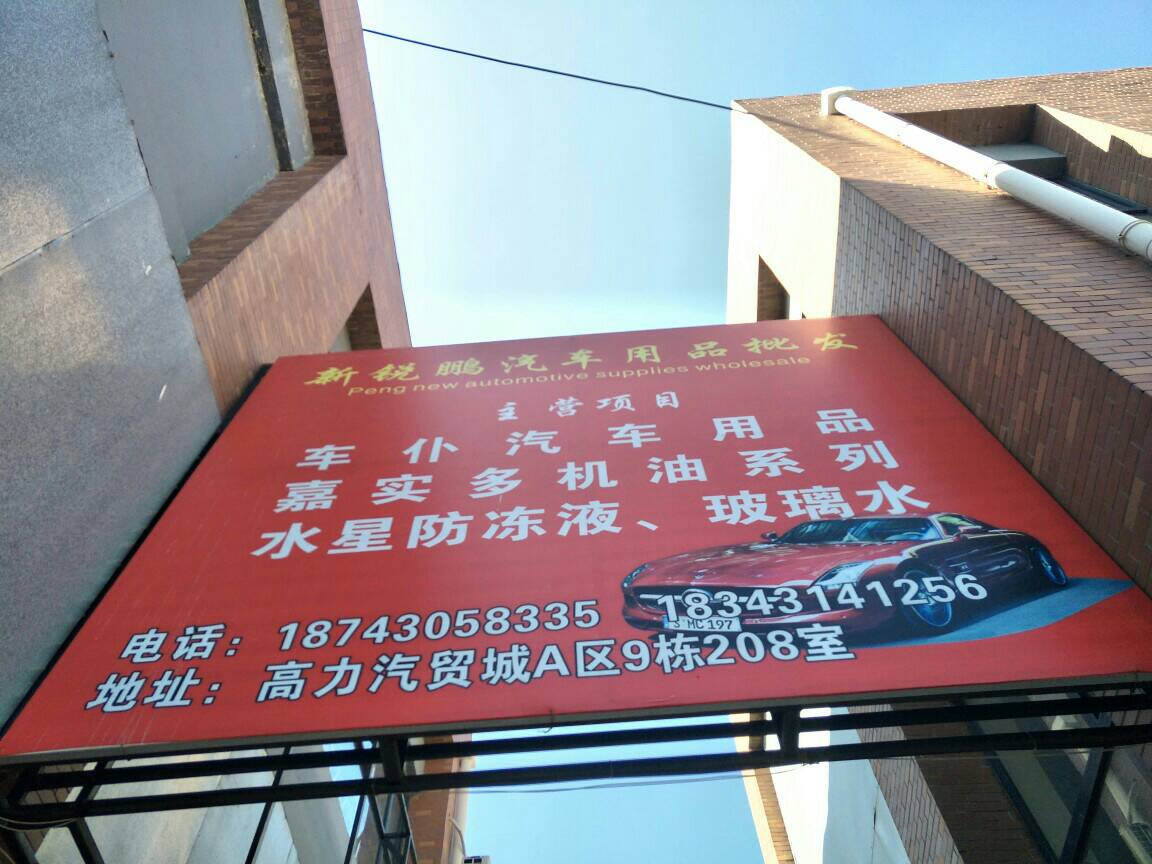 新锐鹏汽车用品批发
Peng new automotive supplies wholesale
主营项目
车仆汽车用品
嘉实多机油系列
水星防冻液、玻璃水
电话：18743058335 18343141256
S MC 197
地址：高力汽贸城A区9栋208室